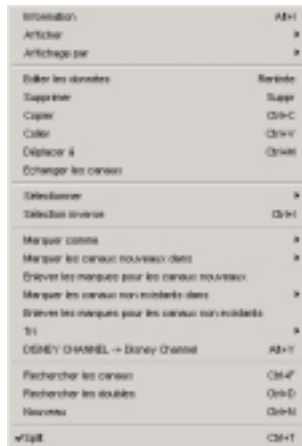 Information Alt+I
Afficher
Affichage par
Editer les données Rentrée
Supprimer Suppr
Copier Ctrl+C
Coller Ctrl+V
Déplacer à Ctrl+M
Echanger les canaux
Sélectionner
Sélection inverse Ctrl+I
Marquer comme
Marquer les canaux nouveaux dans
Enlever les marques pour les canaux nouveaux
Marquer les canaux non existants dans
Enlever les marques pour les canaux non existants
Tri
DISNEY CHANNEL -> Disney Channel Alt+Y
Rechercher les canaux Ctrl+F
Rechercher les doubles Ctrl+D
Nouveau Ctrl+N
Split Ctrl+T